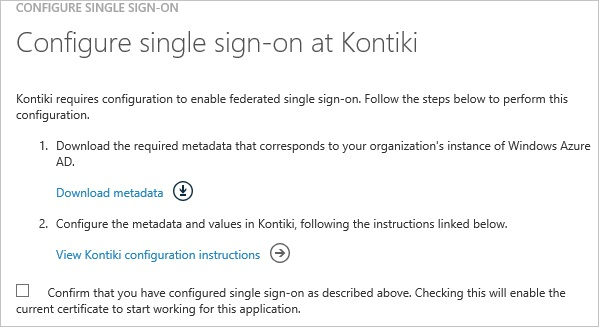 CONFIGURE SINGLE SIGN-ON
Configure single sign-on at Kontiki
Kontiki requires configuration to enable federated single sign-on. Follow the steps below to perform this
configuration.
1. Download the required metadata that corresponds to your organization's instance of Windows Azure
AD.
Download metadata
2. Configure the metadata and values in Kontiki, following the instructions linked below.
View Kontiki configuration instructions
Confirm that you have configured single sign-on as described above. Checking this will enable the
current certificate to start working for this application.